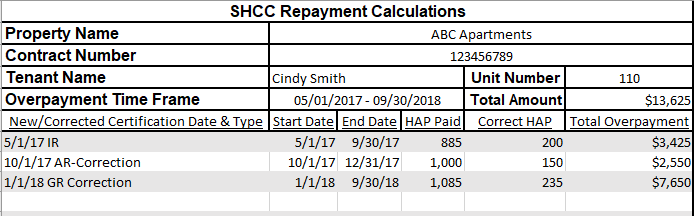 SHCC Repayment Calculations
Property Name ABC Apartments
Contract Number 123456789
Tenant Name Cindy Smith Unit Number 110
Overpayment Time Frame 05/01/2017 - 09/30/2018 Total Amount $13,625
New/Corrected Certification Date & Type Start Date End Date HAP Paid Correct HAP Total Overpayment
5/1/17 IR 5/1/17 9/30/17 885 200 $3,425
10/1/17 AR-Correction 10/1/17 12/31/17 1,000 150 $2,550
1/1/18 GR Correction 1/1/18 9/30/18 1,085 235 $7,650